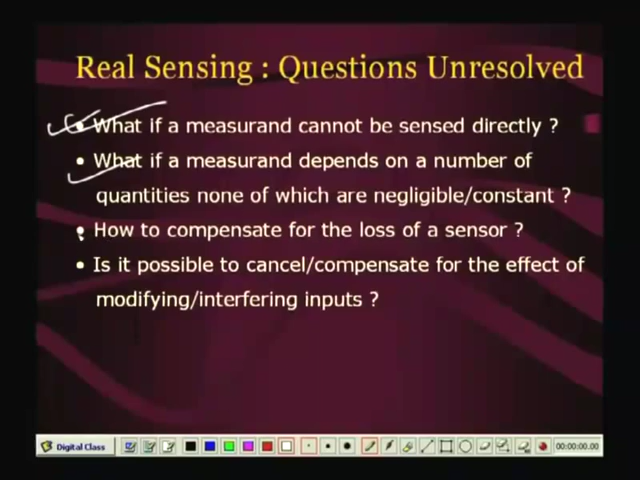 Real Sensing : Questions Unresolved
• What if a measurand cannot be sensed directly ?
• What if a measurand depends on a number of
quantities none of which are negligible/constant ?
• How to compensate for the loss of a sensor ?
• Is it possible to cancel/compensate for the effect of
modifying/interfering inputs ?
Digital Class
00:00:00.00